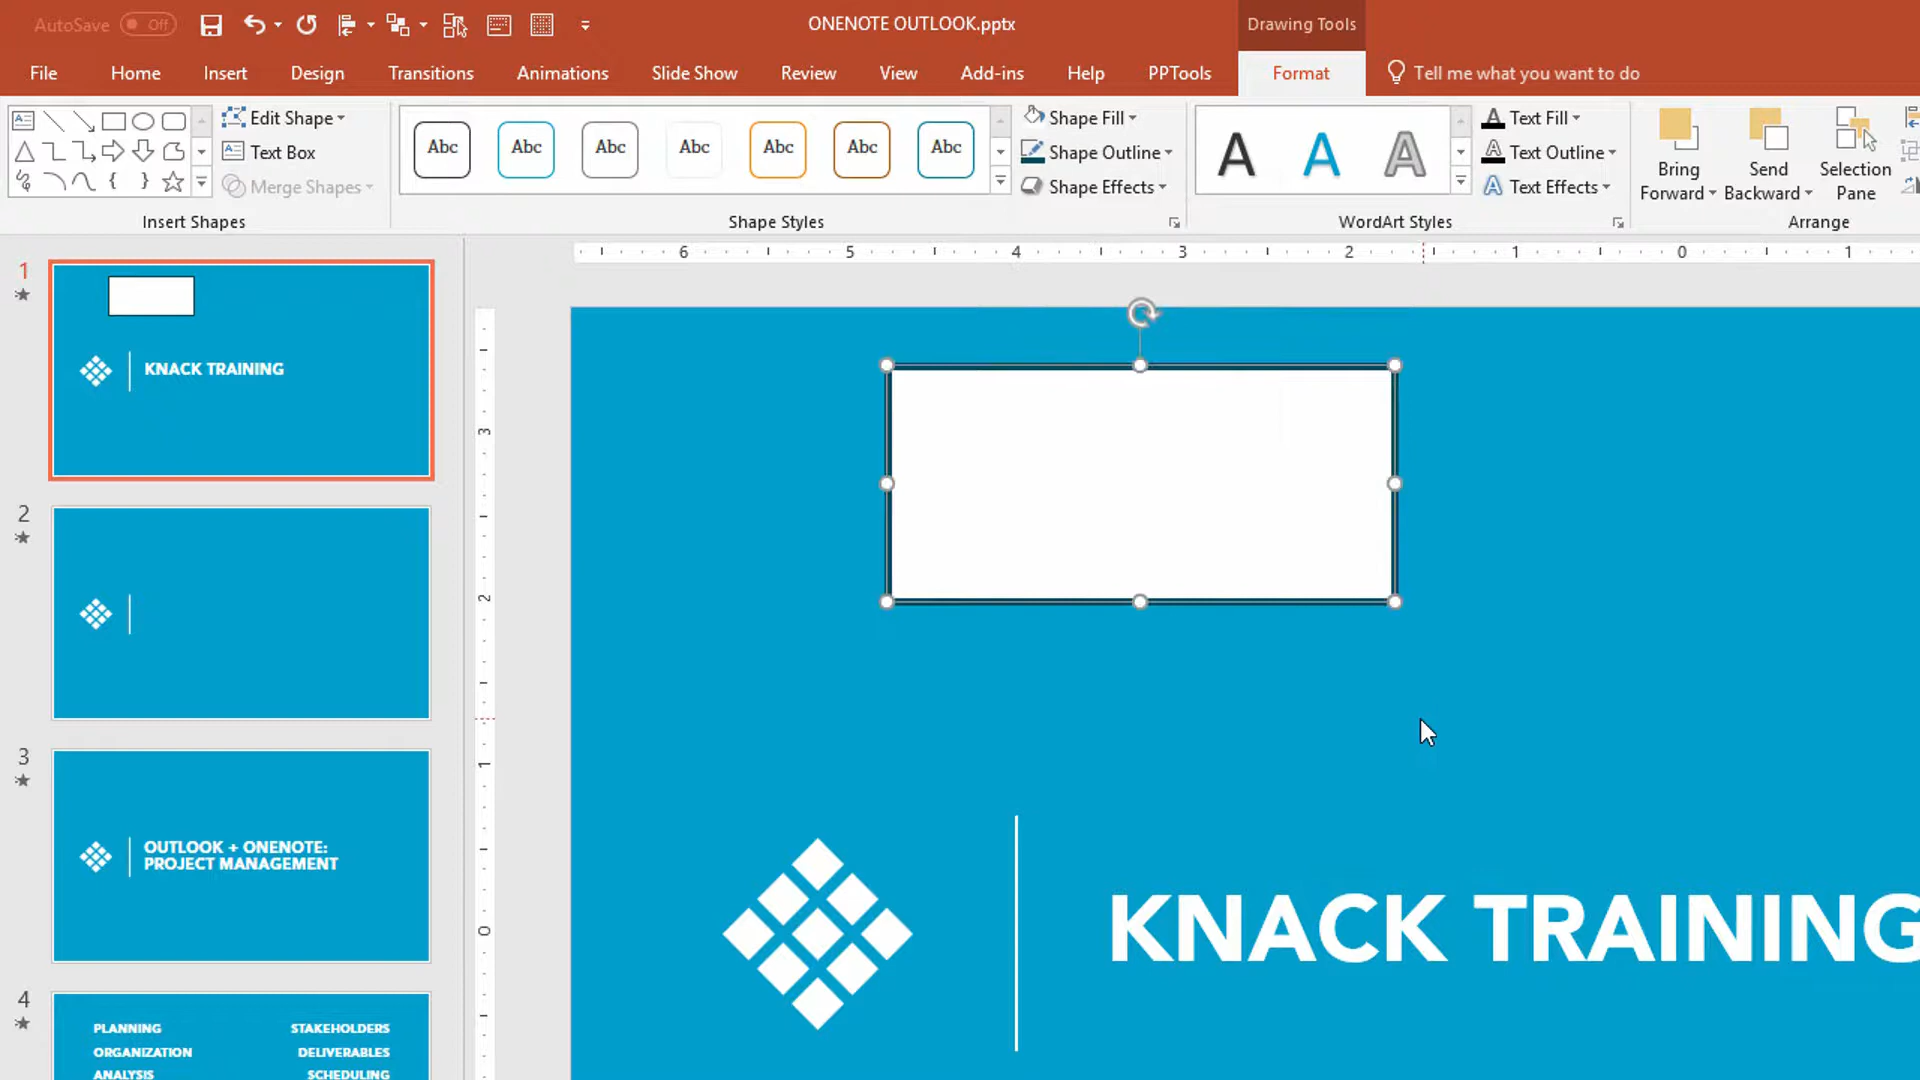 AutoSave Off
ONENOTE OUTLOOK.pptx
Drawing Tools
File Home Insert Design Transitions Animations Slide Show Review View Add-ins Help PPTools Format Tell me what you want to do
Edit Shape
Text Box
Merge Shapes
Insert Shapes
Abc Abc Abc Abc Abc Abc Abc
Shape Styles
Shape Fill
Shape Outline
Shape Effects
A A A
WordArt Styles
Text Fill
Text Outline
Text Effects
Bring Forward
Send Backward
Selection Pane
Arrange
6 5 4 3 2 1 0 1
3
2
1
0
1
KNACK TRAINING
2
3
OUTLOOK + ONENOTE:
PROJECT MANAGEMENT
4
PLANNING STAKEHOLDERS
ORGANIZATION DELIVERABLES
ANALYSIS SCHEDULING
KNACK TRAINING